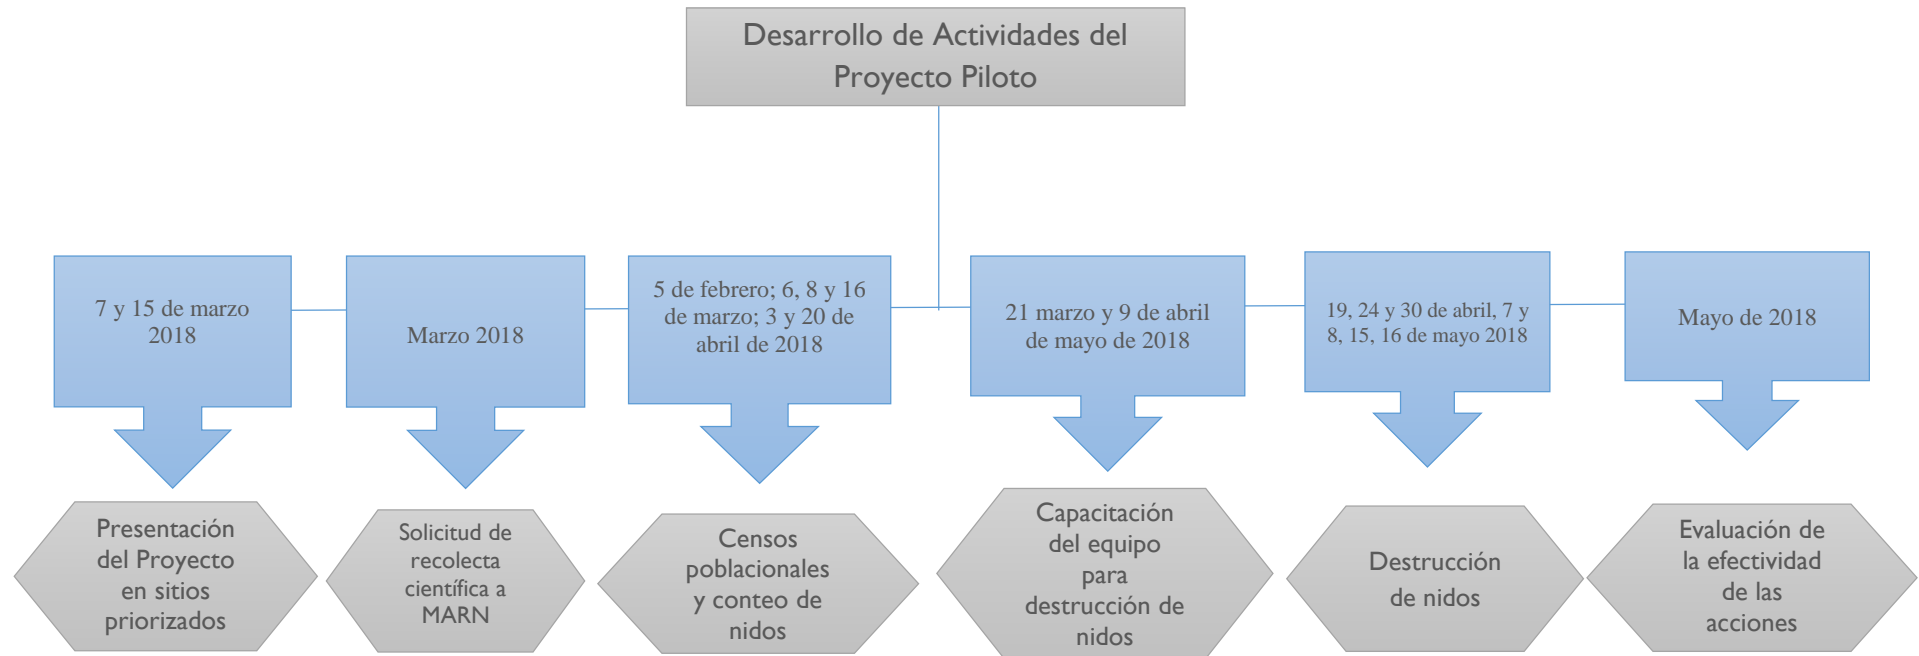 Desarrollo de Actividades del
Proyecto Piloto
7 y 15 de marzo
2018
Marzo 2018
5 de febrero; 6, 8 y 16
de marzo; 3 y 20 de
abril de 2018
21 marzo y 9 de abril
de mayo de 2018
19, 24 y 30 de abril, 7 y
8, 15, 16 de mayo 2018
Mayo de 2018
Presentación
del Proyecto
en sitios
priorizados
Solicitud de
recolecta
científica a
MARN
Censos
poblacionales
y conteo de
nidos
Capacitación
del equipo
para
destrucción de
nidos
Destrucción
de nidos
Evaluación de
la efectividad
de las
acciones